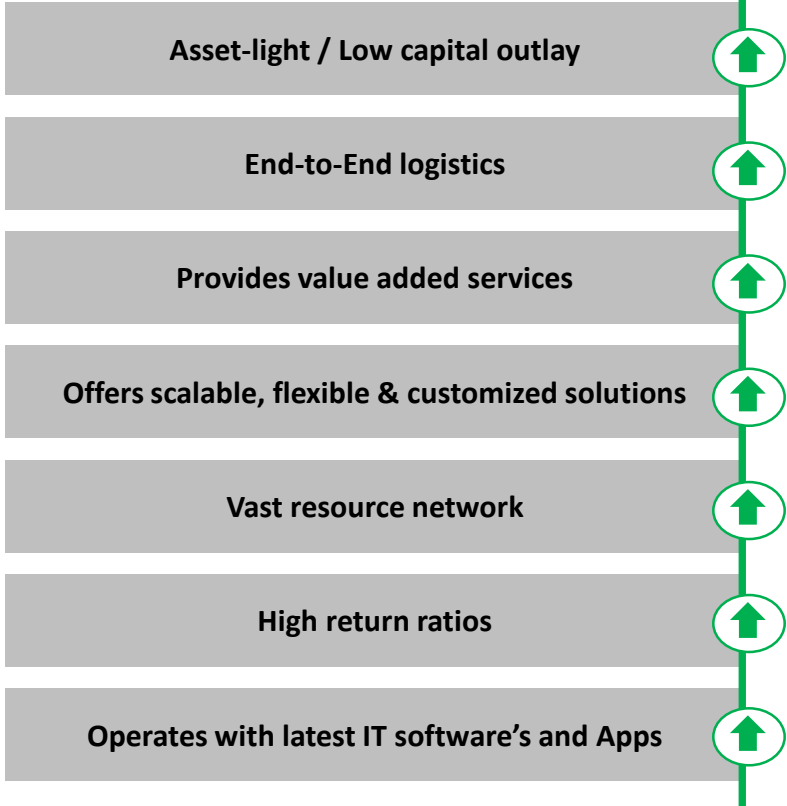 Asset-light / Low capital outlay
End-to-End logistics
Provides value added services
Offers scalable, flexible & customized solutions
Vast resource network
High return ratios
Operates with latest IT software’s and Apps